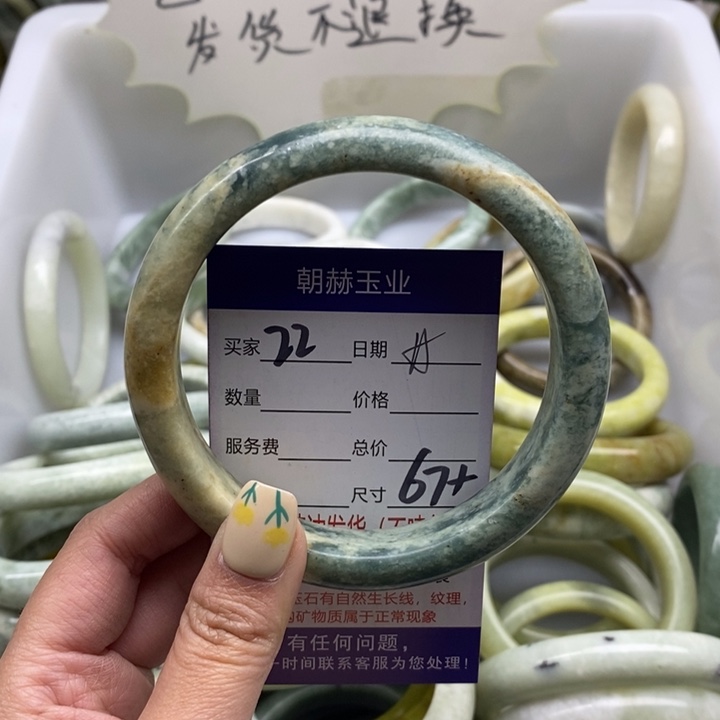 发货不退换
朝赫玉业
买家 22 日期
数量 价格
服务费 总价
尺寸 67+
玉石有自然生长线,纹理,
矿物质属于正常现象
有任何问题,
一时间联系客服为您处理!